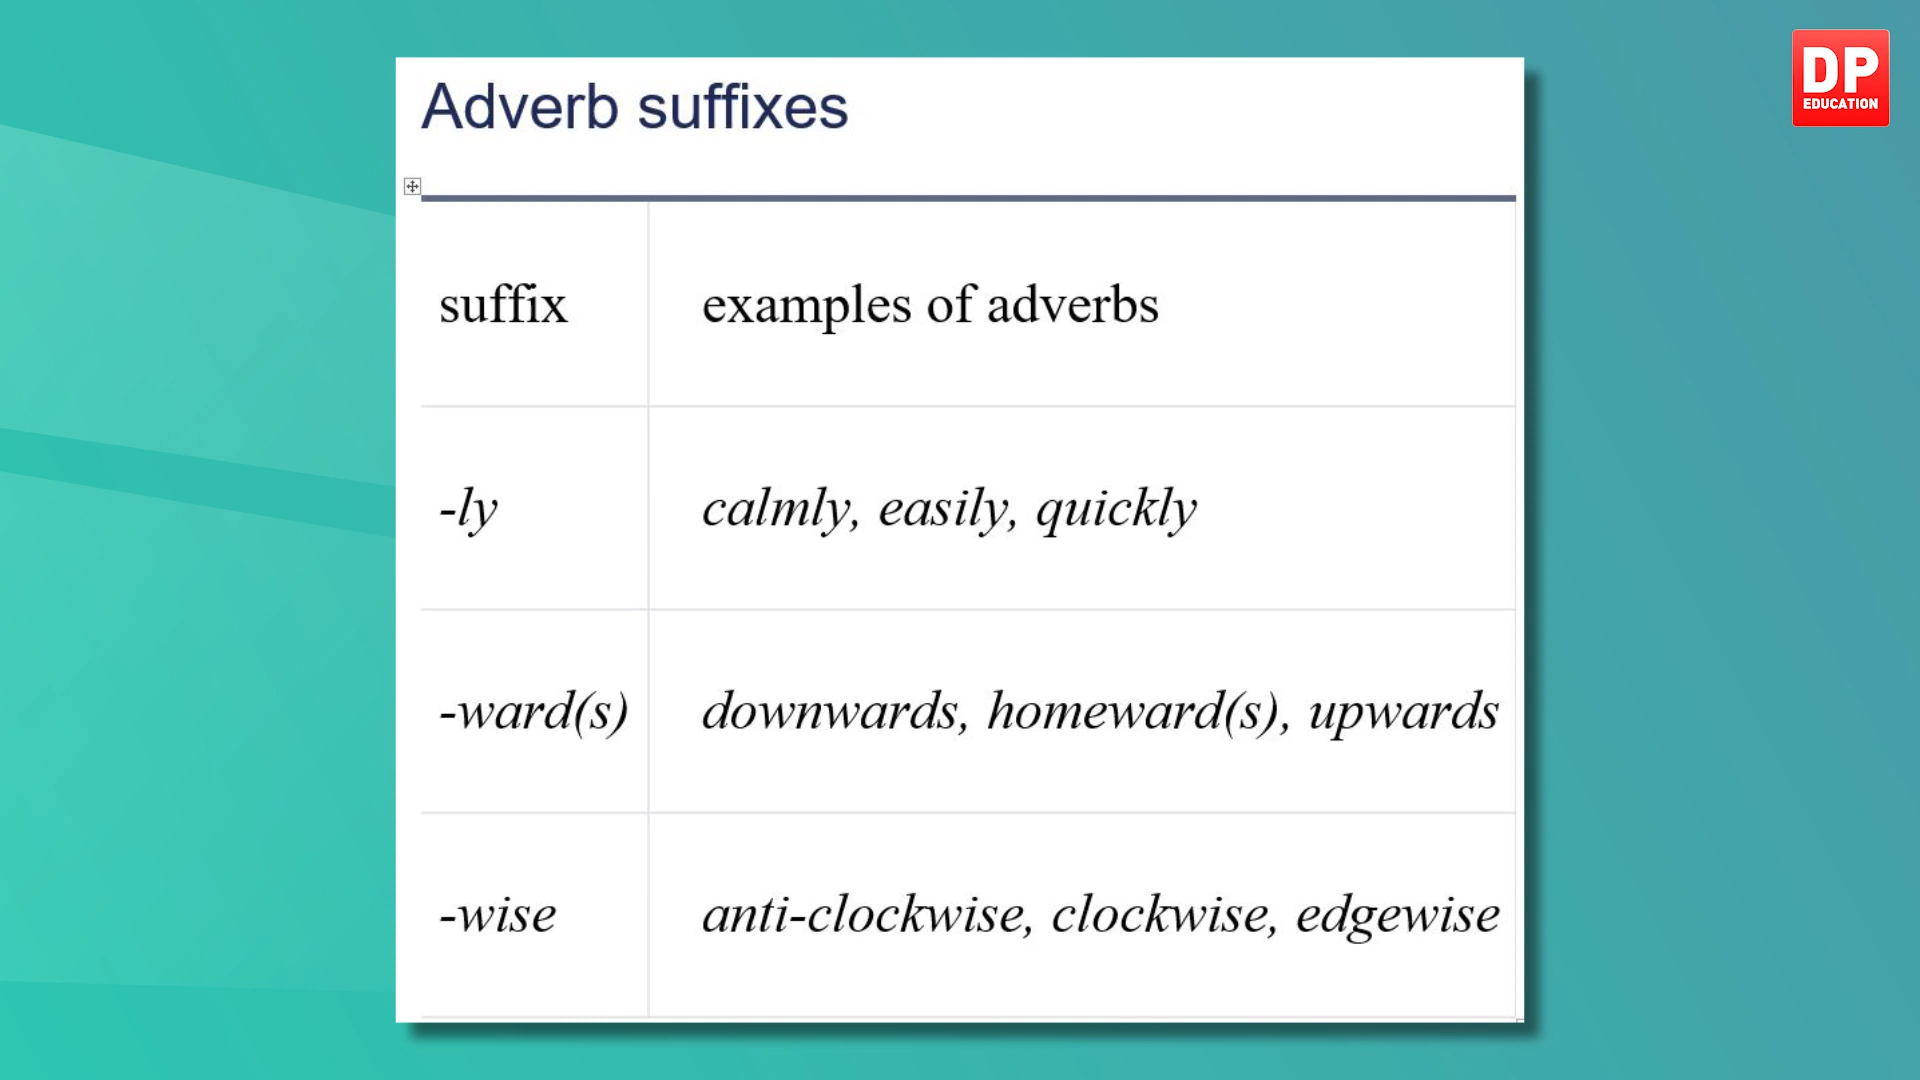 DP
EDUCATION
Adverb suffixes
suffix examples of adverbs
-ly calmly, easily, quickly
-ward(s) downwards, homeward(s), upwards
-wise anti-clockwise, clockwise, edgewise